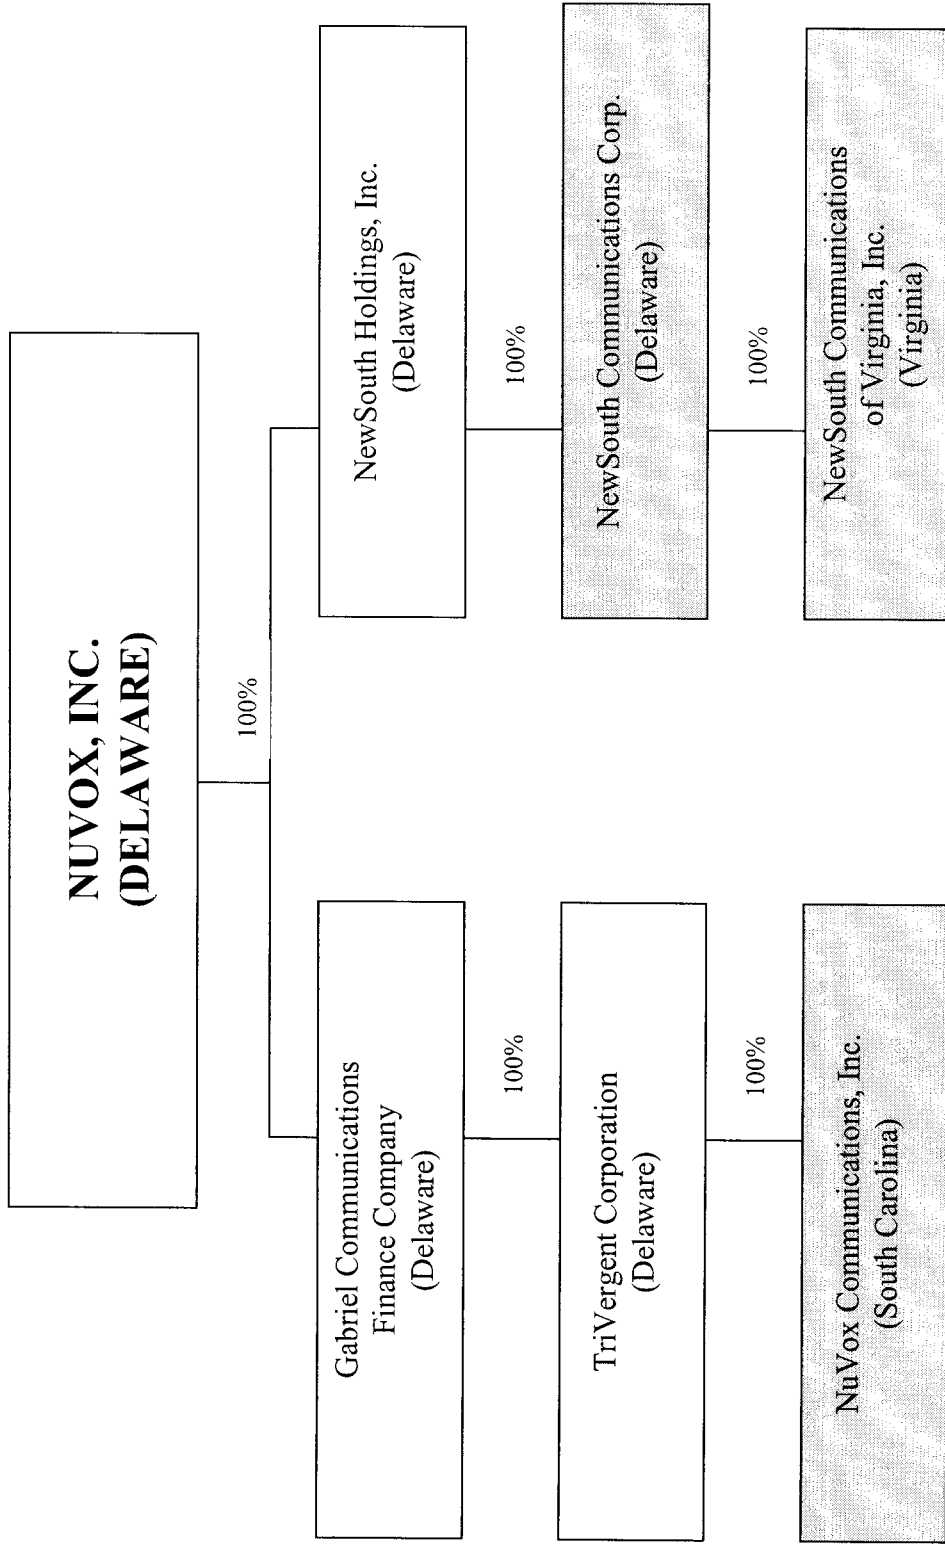 NUVOX, INC.
(DELAWARE)
100%
Gabriel Communications
Finance Company
(Delaware)
100%
TriVergent Corporation
(Delaware)
100%
NuVox Communications, Inc.
(South Carolina)
NewSouth Holdings, Inc.
(Delaware)
100%
NewSouth Communications Corp.
(Delaware)
100%
NewSouth Communications
of Virginia, Inc.
(Virginia)